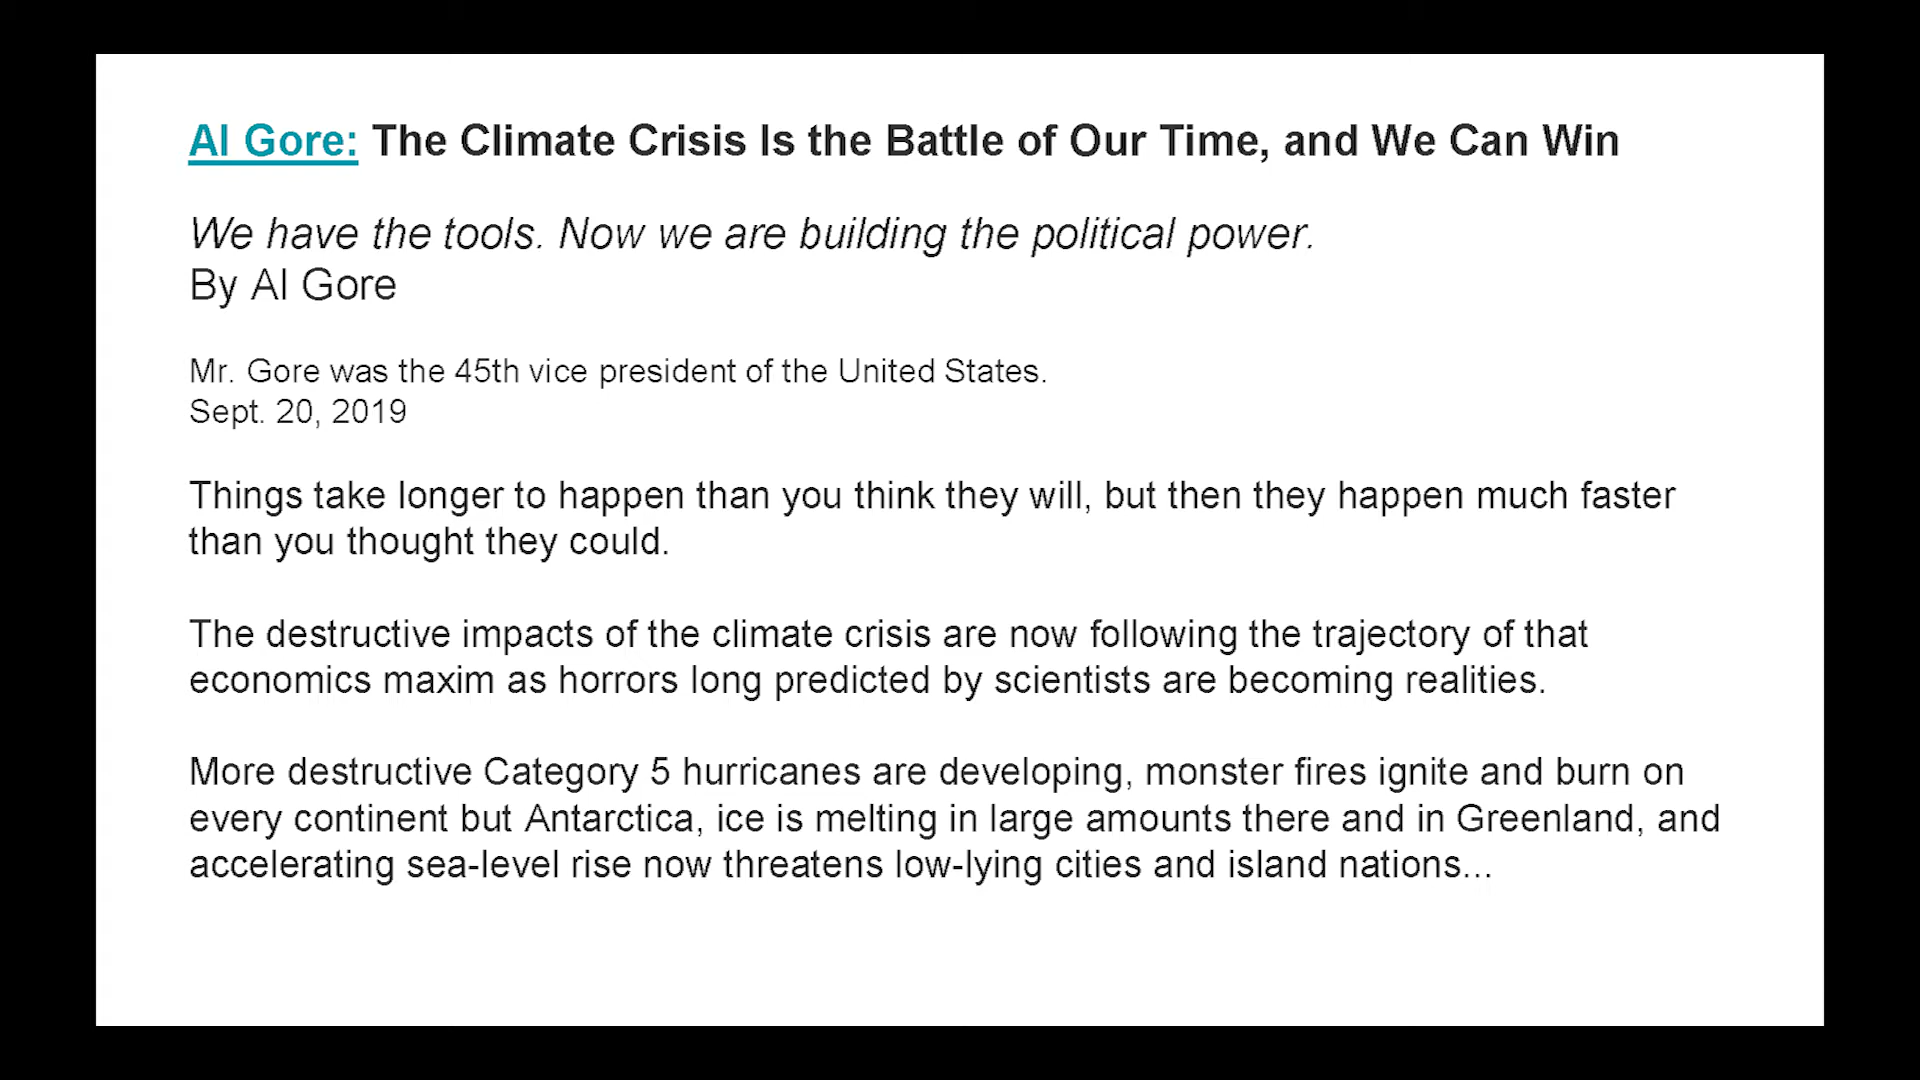 Al Gore: The Climate Crisis Is the Battle of Our Time, and We Can Win
We have the tools. Now we are building the political power.
By Al Gore
Mr. Gore was the 45th vice president of the United States.
Sept. 20, 2019
Things take longer to happen than you think they will, but then they happen much faster
than you thought they could.
The destructive impacts of the climate crisis are now following the trajectory of that
economics maxim as horrors long predicted by scientists are becoming realities.
More destructive Category 5 hurricanes are developing, monster fires ignite and burn on
every continent but Antarctica, ice is melting in large amounts there and in Greenland, and
accelerating sea-level rise now threatens low-lying cities and island nations...